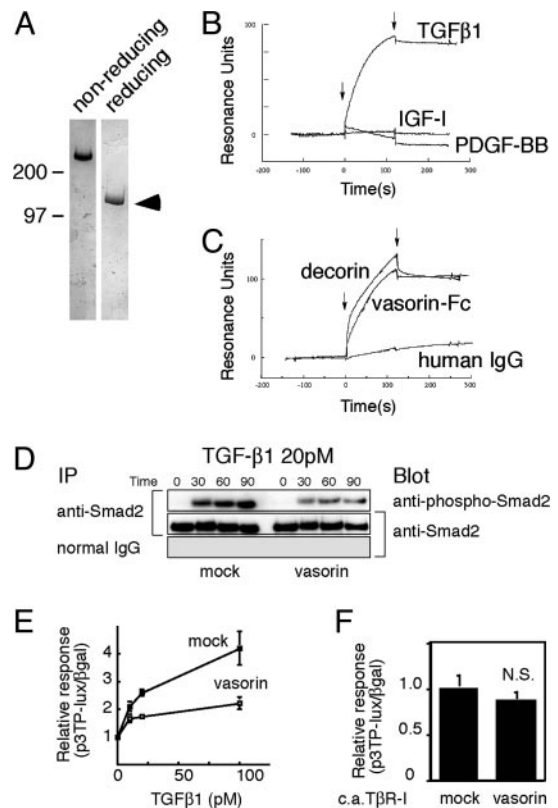 A
non-reducing
reducing
200
97
B
Resonance Units
100
0
-200 -100 0 100 200 300
Time(s)
TGFβ1
IGF-I
PDGF-BB
C
Resonance Units
100
0
-200 -100 0 100 200 300
Time(s)
decorin
vasorin-Fc
human IgG
D
TGF-β1 20pM
IP
Time 0 30 60 90 0 30 60 90
Blot
anti-Smad2
anti-phospho-Smad2
anti-Smad2
normal IgG
mock vasorin
E
Relative response
(p3TP-lux/βgal)
4
3
2
1
0 25 50 75 100
TGFβ1 (pM)
mock
vasorin
F
Relative response
(p3TP-lux/βgal)
1.0
0.5
0
N.S.
c.a.TβR-I mock vasorin